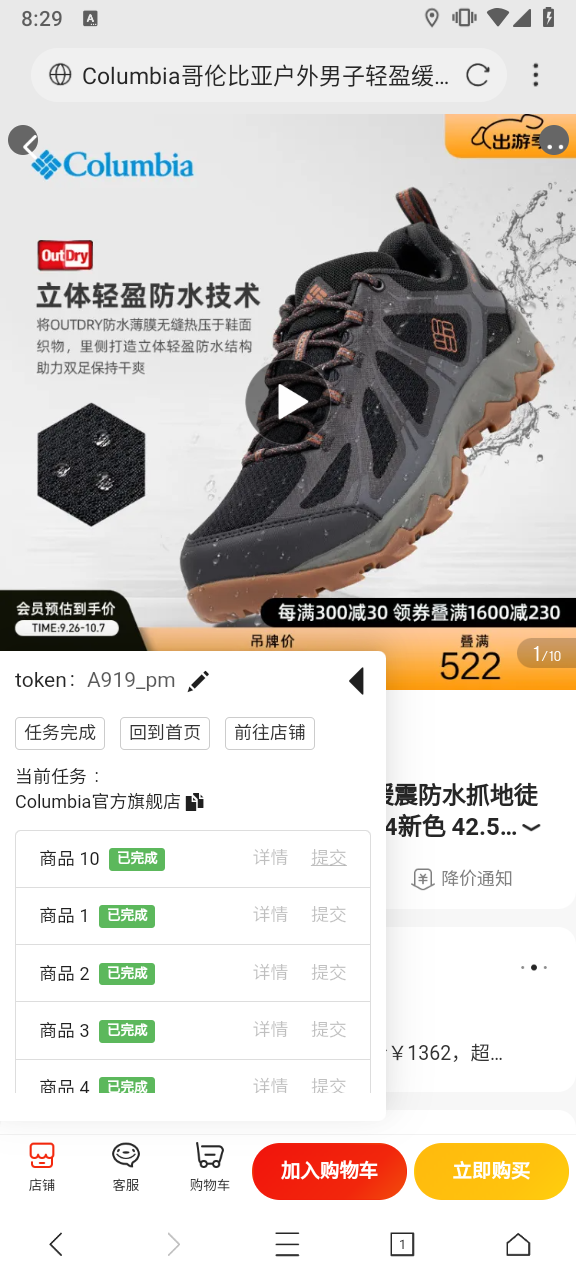 8:29
A
Columbia哥伦比亚户外男子轻盈缓...
Columbia
出游季
OutDry
立体轻盈防水技术
将OUTDRY防水薄膜无缝热压于鞋面
织物，里侧打造立体轻盈防水结构
助力双足保持干爽
会员预估到手价
TIME:9.26-10.7
每满300减30 领券叠满1600减230
吊牌价
叠满
522
1/10
token： A919_pm
任务完成
回到首页
前往店铺
当前任务：
Columbia官方旗舰店
震防水抓地徒
4新色 42.5...
降价通知
商品 10 已完成 详情 提交
商品 1 已完成 详情 提交
商品 2 已完成 详情 提交
商品 3 已完成 详情 提交
商品 4 已完成 详情 提交
￥1362，超...
店铺
客服
购物车
加入购物车
立即购买
1